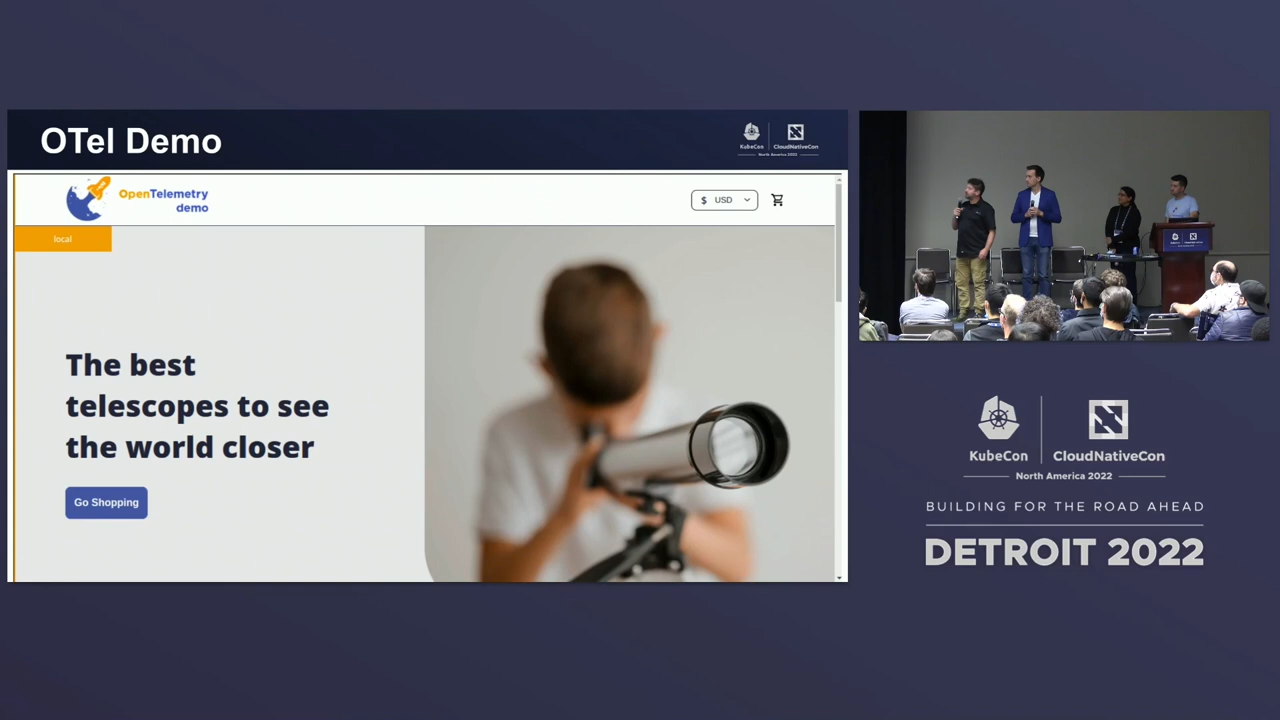 OTel Demo
KubeCon
CloudNativeCon
North America 2022
OpenTelemetry
demo
$ USD
local
The best
telescopes to see
the world closer
Go Shopping
KubeCon
CloudNativeCon
North America 2022
BUILDING FOR THE ROAD AHEAD
DETROIT 2022